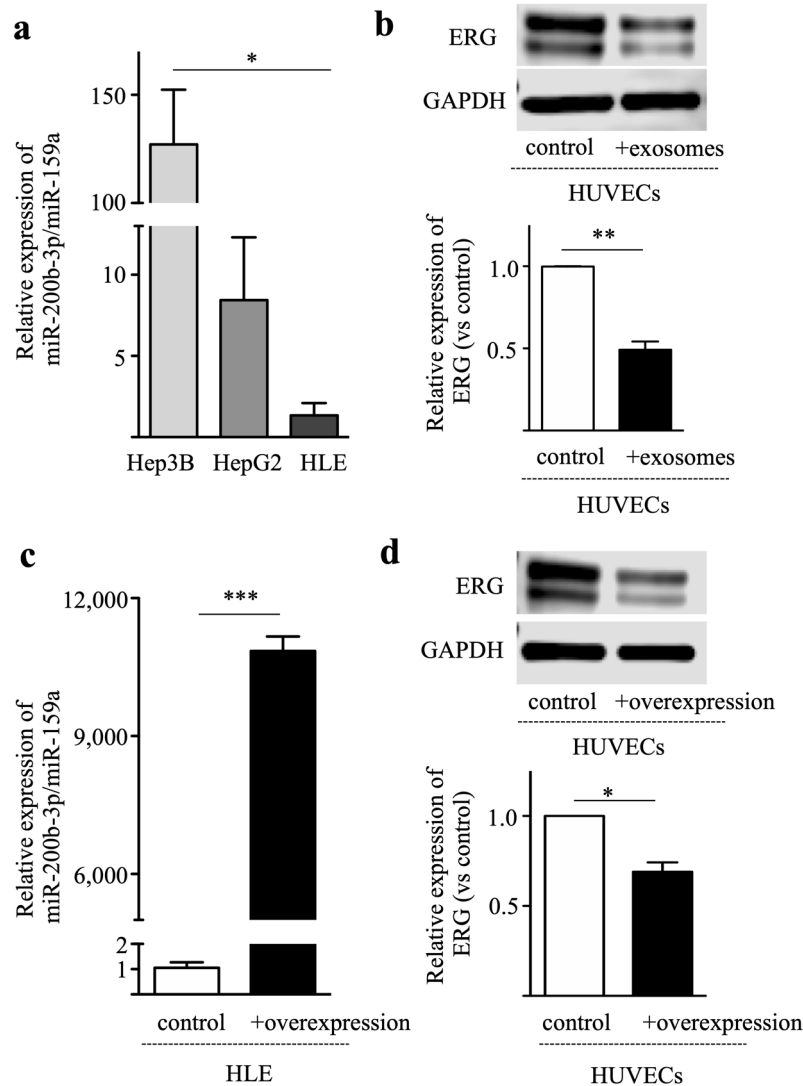 a
Relative expression of
miR-200b-3p/miR-159a
150
100
10
5
*
Hep3B HepG2 HLE
b
ERG
GAPDH
control +exosomes
HUVECs
Relative expression of
ERG (vs control)
1.0
0.5
**
control +exosomes
HUVECs
c
Relative expression of
miR-200b-3p/miR-159a
12,000
9,000
6,000
2
1
***
control +overexpression
HLE
d
ERG
GAPDH
control +overexpression
HUVECs
Relative expression of
ERG (vs control)
1.0
0.5
*
control +overexpression
HUVECs